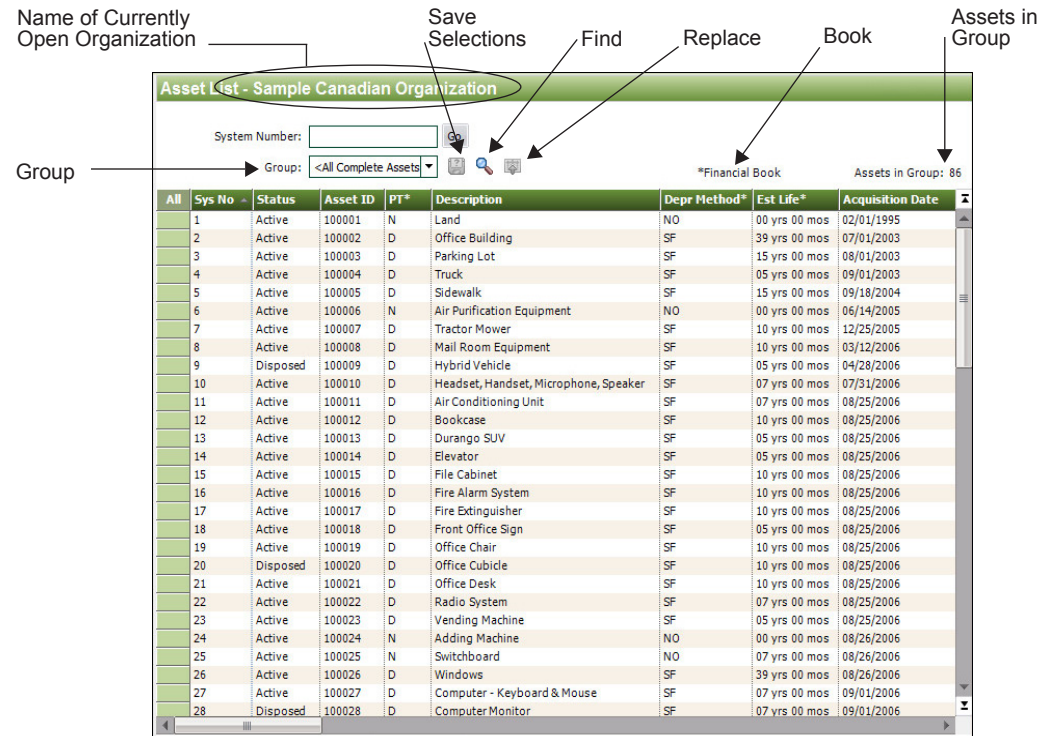 Name of Currently
Open Organization
Save
Selections
Find
Replace
Book
Assets in
Group
Asset List - Sample Canadian Organization
System Number:
Go
Group
Group: <All Complete Assets
*Financial Book
Assets in Group: 86
All Sys No Status Asset ID PT* Description Depr Method* Est Life* Acquisition Date
1 Active 100001 N Land NO 00 yrs 00 mos 02/01/1995
2 Active 100002 D Office Building SF 39 yrs 00 mos 07/01/2003
3 Active 100003 D Parking Lot SF 15 yrs 00 mos 08/01/2003
4 Active 100004 D Truck SF 05 yrs 00 mos 09/01/2003
5 Active 100005 D Sidewalk SF 15 yrs 00 mos 09/18/2004
6 Active 100006 N Air Purification Equipment NO 00 yrs 00 mos 06/14/2005
7 Active 100007 D Tractor Mower SF 10 yrs 00 mos 12/25/2005
8 Active 100008 D Mail Room Equipment SF 10 yrs 00 mos 03/12/2006
9 Disposed 100009 D Hybrid Vehicle SF 05 yrs 00 mos 04/28/2006
10 Active 100010 D Headset, Handset, Microphone, Speaker SF 07 yrs 00 mos 07/31/2006
11 Active 100011 D Air Conditioning Unit SF 07 yrs 00 mos 08/25/2006
12 Active 100012 D Bookcase SF 10 yrs 00 mos 08/25/2006
13 Active 100013 D Durango SUV SF 05 yrs 00 mos 08/25/2006
14 Active 100014 D Elevator SF 05 yrs 00 mos 08/25/2006
15 Active 100015 D File Cabinet SF 10 yrs 00 mos 08/25/2006
16 Active 100016 D Fire Alarm System SF 10 yrs 00 mos 08/25/2006
17 Active 100017 D Fire Extinguisher SF 10 yrs 00 mos 08/25/2006
18 Active 100018 D Front Office Sign SF 05 yrs 00 mos 08/25/2006
19 Active 100019 D Office Chair SF 10 yrs 00 mos 08/25/2006
20 Disposed 100020 D Office Cubicle SF 10 yrs 00 mos 08/25/2006
21 Active 100021 D Office Desk SF 10 yrs 00 mos 08/25/2006
22 Active 100022 D Radio System SF 07 yrs 00 mos 08/25/2006
23 Active 100023 D Vending Machine SF 05 yrs 00 mos 08/25/2006
24 Active 100024 N Adding Machine NO 00 yrs 00 mos 08/26/2006
25 Active 100025 N Switchboard NO 07 yrs 00 mos 08/26/2006
26 Active 100026 D Windows SF 39 yrs 00 mos 08/26/2006
27 Active 100027 D Computer - Keyboard & Mouse SF 07 yrs 00 mos 09/01/2006
28 Disposed 100028 D Computer Monitor SF 07 yrs 00 mos 09/01/2006